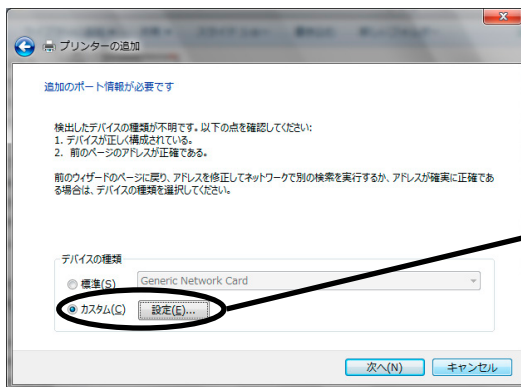 プリンターの追加
追加のポート情報が必要です
検出したデバイスの種類が不明です。以下の点を確認してください:
1. デバイスが正しく構成されている。
2. 前のページのアドレスが正確である。
前のウィザードのページに戻り、アドレスを修正してネットワークで別の検索を実行するか、アドレスが確実に正確であ
る場合は、デバイスの種類を選択してください。
デバイスの種類
標準(S)
Generic Network Card
カスタム(C)
設定(E)...
次へ(N)
キャンセル